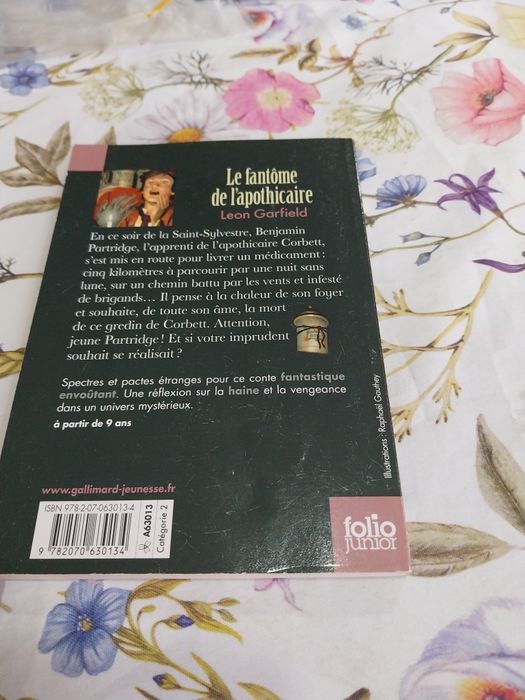 Le fantôme
de l'apothicaire
Leon Garfield
En ce soir de la Saint-Sylvestre, Benjamin
Partridge, l'apprenti de l'apothicaire Corbett,
s'est mis en route pour livrer un médicament :
cinq kilomètres à parcourir par une nuit sans
lune, sur un chemin battu par les vents et infesté
de brigands... Il pense à la chaleur de son foyer
et souhaite, de toute son âme, la mort
de ce gredin de Corbett. Attention,
jeune Partridge ! Et si votre imprudent
souhait se réalisait ?
Spectres et pactes étranges pour ce conte fantastique
envoûtant. Une réflexion sur la haine et la vengeance
dans un univers mystérieux.
à partir de 9 ans
Illustrations : Raphaël Gauthey
www.gallimard-jeunesse.fr
ISBN 978-2-07-063013-4
9 782070 630134
A63013
Catégorie 2
folio
junior